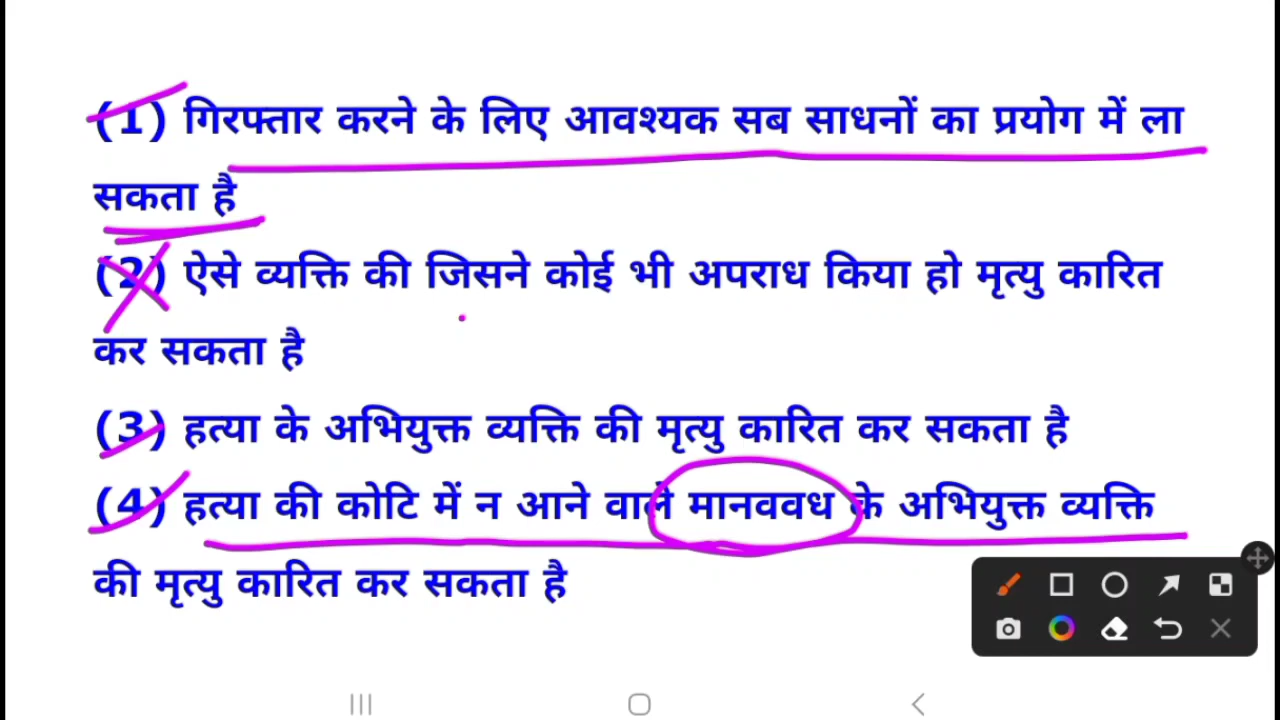 (1) गिरफ्तार करने के लिए आवश्यक सब साधनों का प्रयोग में ला
सकता है
(2) ऐसे व्यक्ति की जिसने कोई भी अपराध किया हो मृत्यु कारित
कर सकता है
(3) हत्या के अभियुक्त व्यक्ति की मृत्यु कारित कर सकता है
(4) हत्या की कोटि में न आने वाले मानववध के अभियुक्त व्यक्ति
की मृत्यु कारित कर सकता है